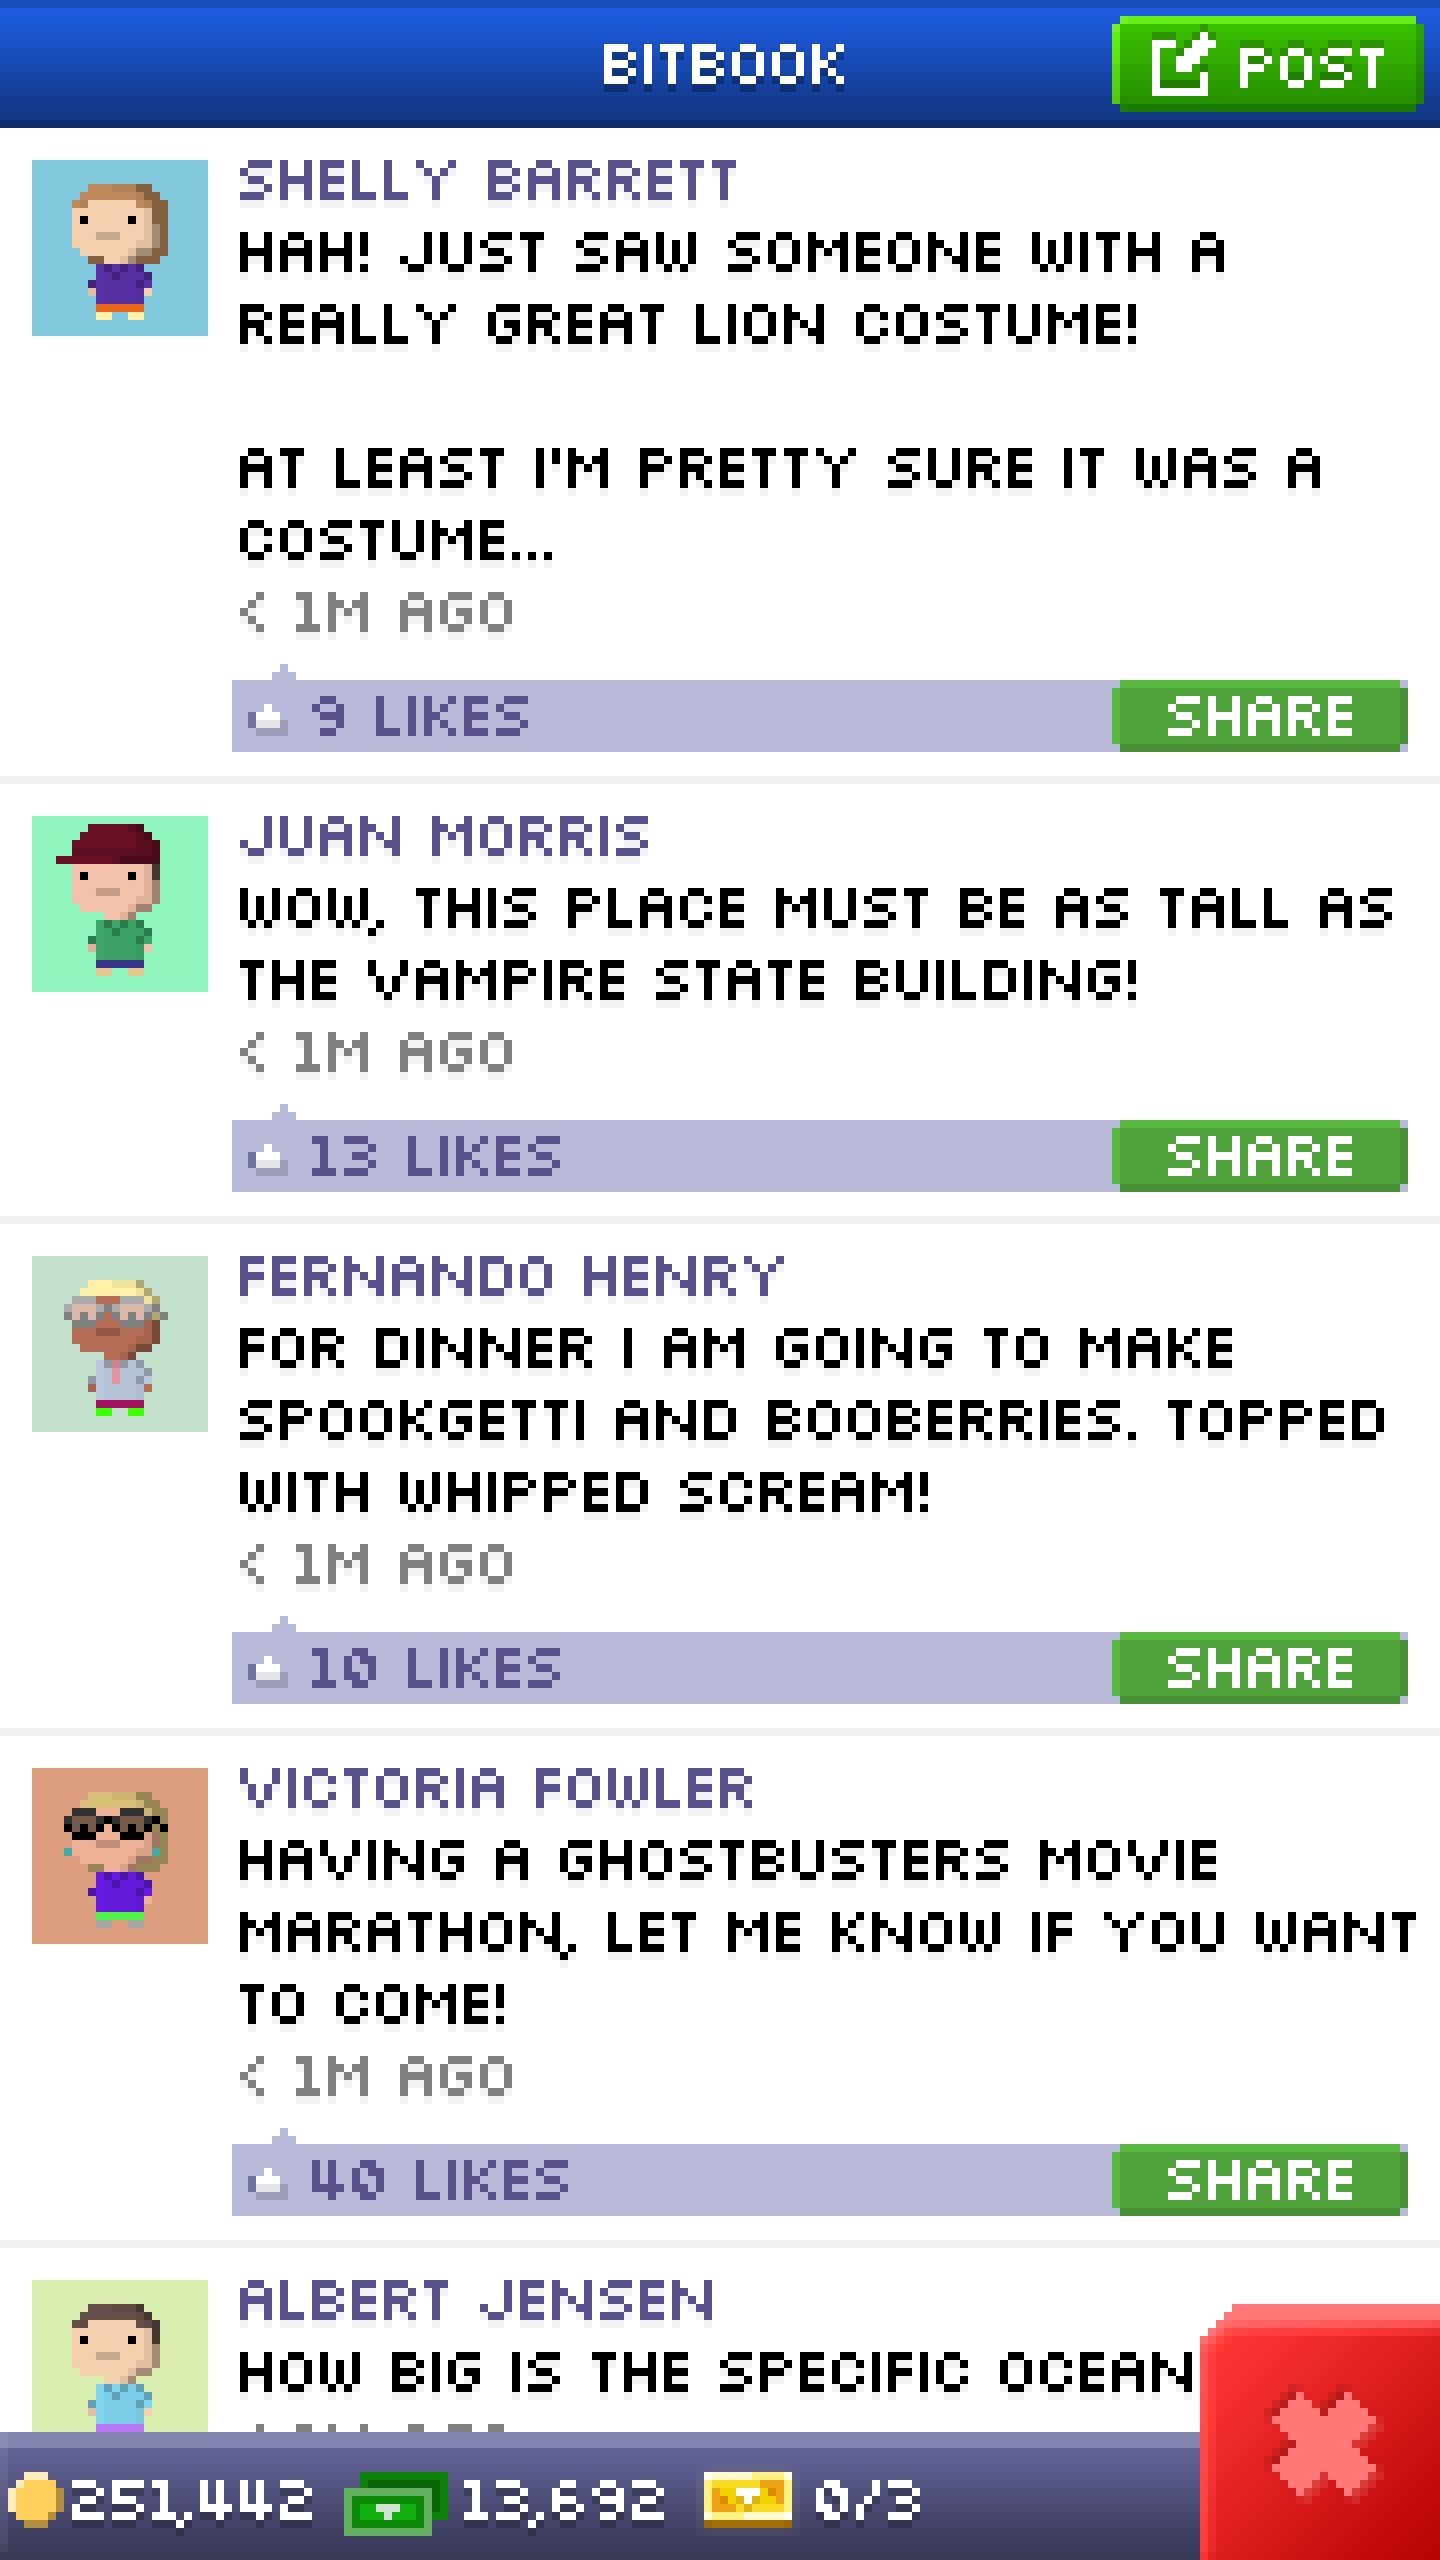 BITBOOK
POST
SHELLY BARRETT
HAH! JUST SAW SOMEONE WITH A
REALLY GREAT LION COSTUME!
AT LEAST I'M PRETTY SURE IT WAS A
COSTUME...
< 1M AGO
9 LIKES
SHARE
JUAN MORRIS
WOW, THIS PLACE MUST BE AS TALL AS
THE VAMPIRE STATE BUILDING!
< 1M AGO
13 LIKES
SHARE
FERNANDO HENRY
FOR DINNER I AM GOING TO MAKE
SPOOKGETTI AND BOOBERRIES. TOPPED
WITH WHIPPED SCREAM!
< 1M AGO
10 LIKES
SHARE
VICTORIA FOWLER
HAVING A GHOSTBUSTERS MOVIE
MARATHON, LET ME KNOW IF YOU WANT
TO COME!
< 1M AGO
40 LIKES
SHARE
ALBERT JENSEN
HOW BIG IS THE SPECIFIC OCEAN
251,442
13,692
0/3